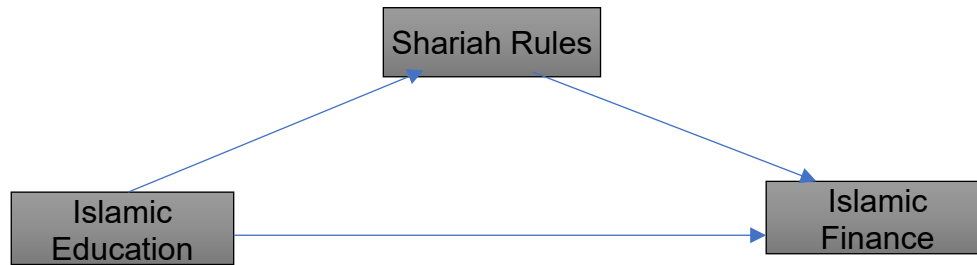 Shariah Rules
Islamic
Education
Islamic
Finance